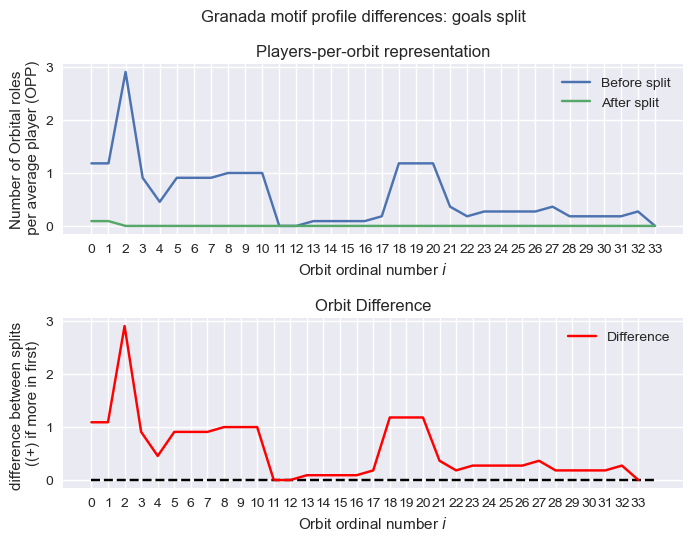 Granada motif profile differences: goals split
Players-per-orbit representation
Number of Orbital roles
per average player (OPP)
3
2
1
0
Before split
After split
0 1 2 3 4 5 6 7 8 9 10 11 12 13 14 15 16 17 18 19 20 21 22 23 24 25 26 27 28 29 30 31 32 33
Orbit ordinal number i
Orbit Difference
difference between splits
((+) if more in first)
3
2
1
0
Difference
0 1 2 3 4 5 6 7 8 9 10 11 12 13 14 15 16 17 18 19 20 21 22 23 24 25 26 27 28 29 30 31 32 33
Orbit ordinal number i